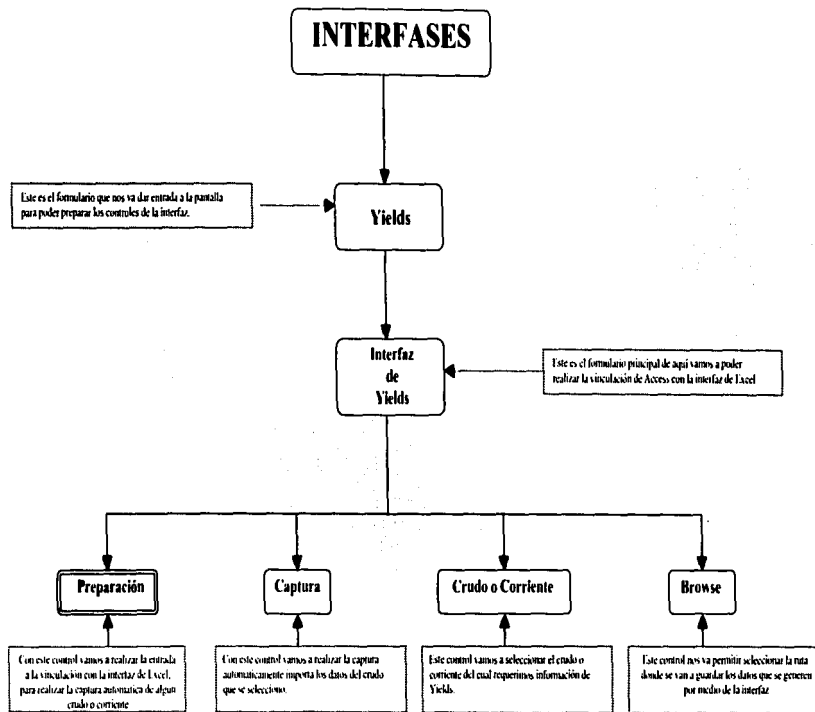 INTERFASES
Este es el formulario que nos va dar entrada a la pantalla
para poder preparar los controles de la interfaz.
Yields
Interfaz
de
Yields
Este es el formulario principal de aqui vamos a poder
realizar la vinculación de Access con la interfaz de Excel
Preparación
Captura
Crudo o Corriente
Browse
Con este control vamos a realizar la entrada
a la vinculación con la interfaz de Excel,
para realizar la captura automatica de algun
crudo o corriente
Con este control vamos a realizar la captura
automaticamente importa los datos del crudo
que se selecciono.
Este control vamos a seleccionar el crudo o
corriente del cual requerimos información de
Yields.
Este control nos va permitir seleccionar la ruta
donde se van a guardar los datos que se generen
por medio de la interfaz